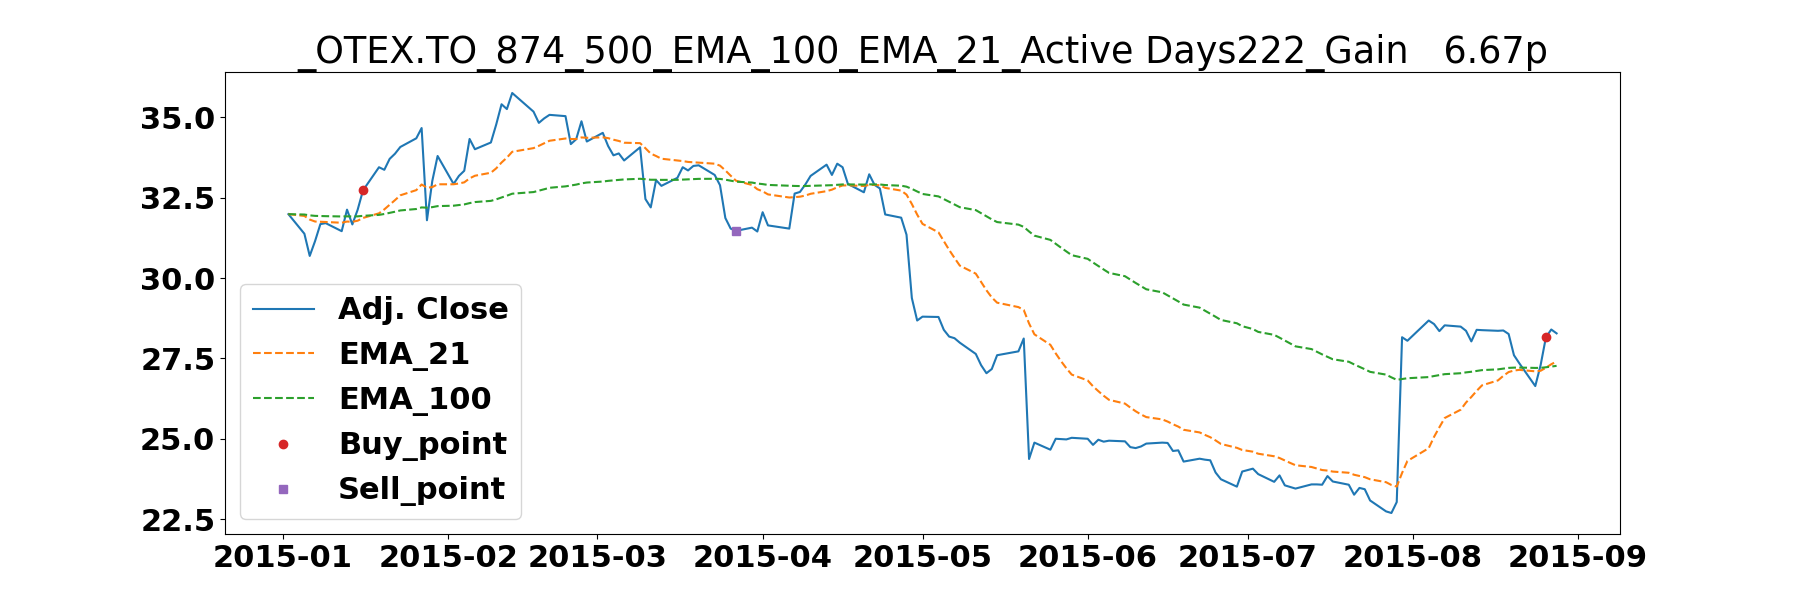 _OTEX.TO_874_500_EMA_100_EMA_21_Active Days222_Gain   6.67p
35.0
32.5
30.0
27.5
25.0
22.5
Adj. Close
EMA_21
EMA_100
Buy_point
Sell_point
2015-01 2015-02 2015-03 2015-04 2015-05 2015-06 2015-07 2015-08 2015-09